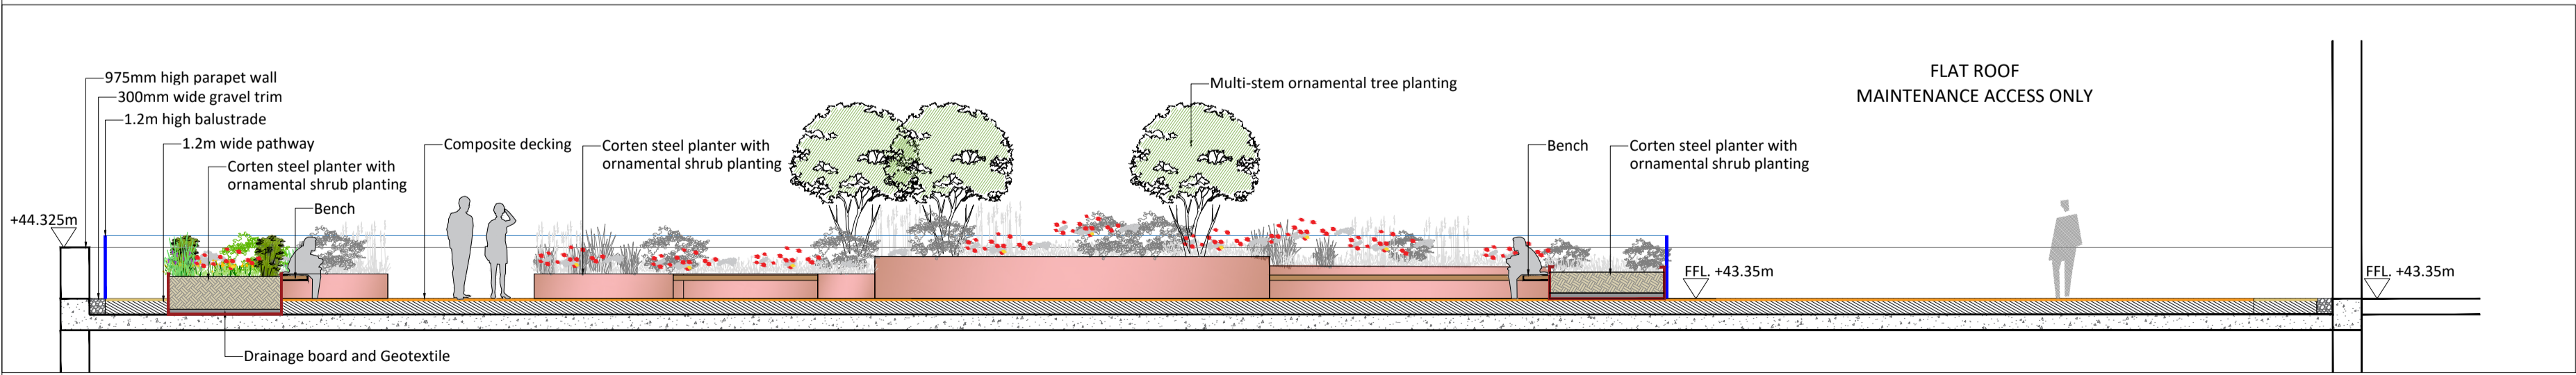 975mm high parapet wall
300mm wide gravel trim
1.2m high balustrade
1.2m wide pathway
Corten steel planter with
ornamental shrub planting
Bench
+44.325m
Composite decking
Corten steel planter with
ornamental shrub planting
Multi-stem ornamental tree planting
Bench
Corten steel planter with
ornamental shrub planting
FLAT ROOF
MAINTENANCE ACCESS ONLY
FFL. +43.35m
FFL. +43.35m
Drainage board and Geotextile